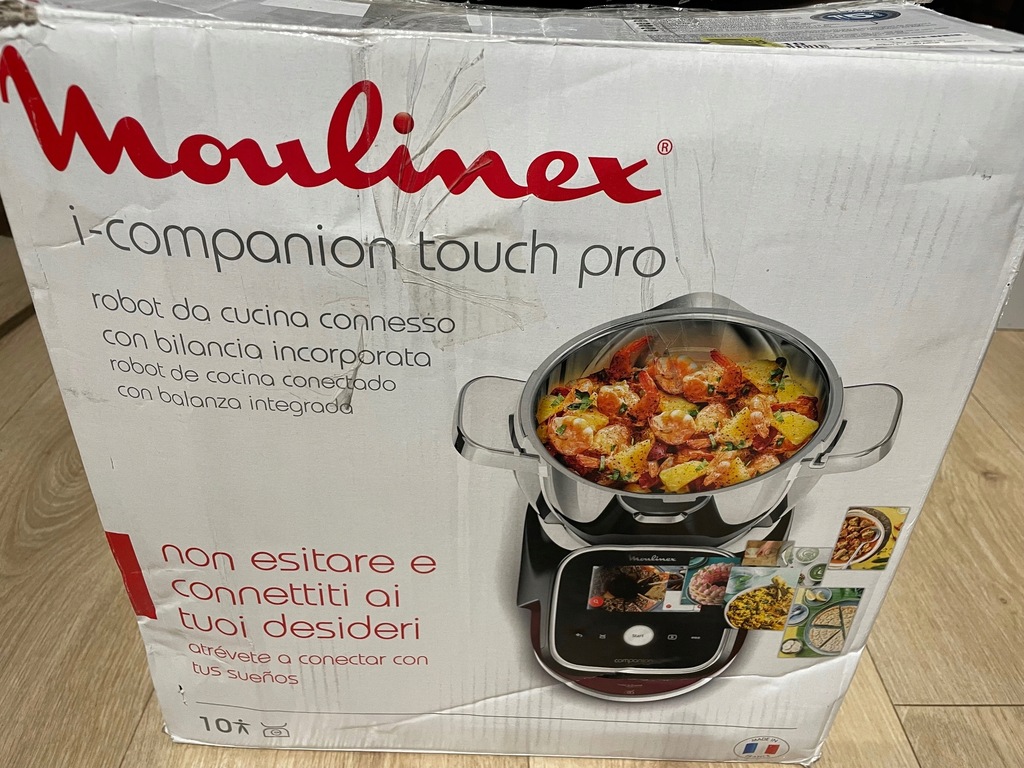 Moulinex®
i-companion touch pro
robot da cucina connesso
con bilancia incorporata
robot de cocina conectado
con balanza integrada
non esitare e
connettiti ai
tuoi desideri
atrévete a conectar con
tus sueños
Moulinex
Start
companion
10
MADE IN